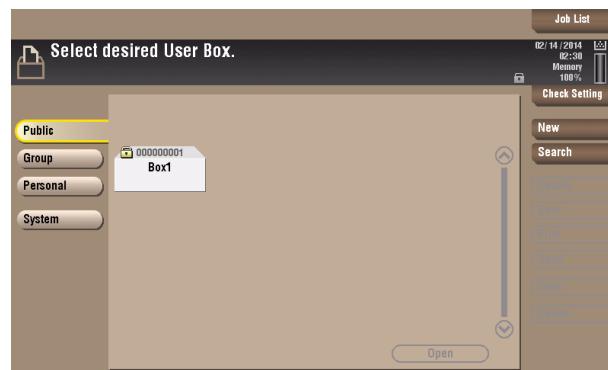 Job List
Select desired User Box.
02/14/2014
02:30
Memory
100%
Check Setting
Public
Group
Personal
System
000000001
Box1
New
Search
Open